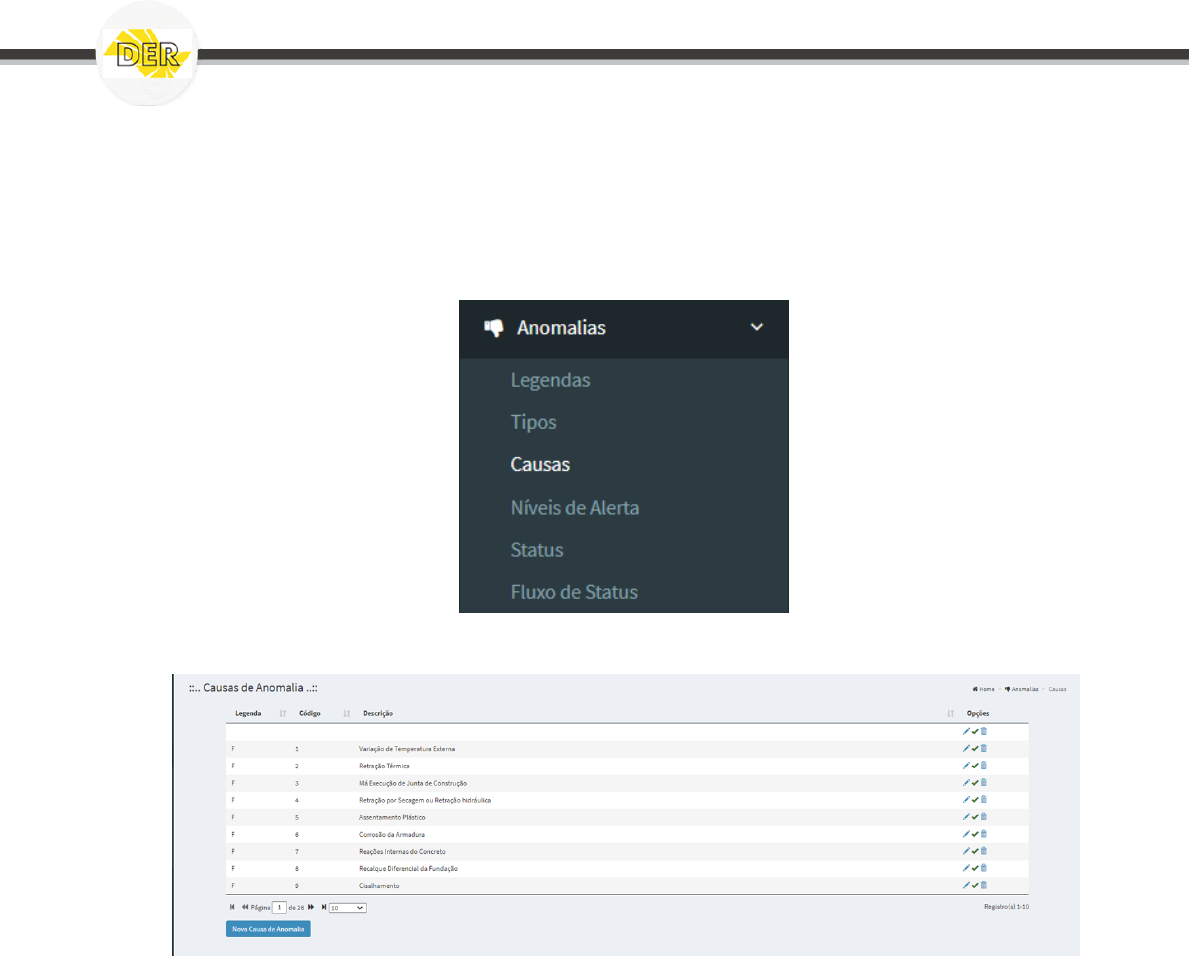 DER
Anomalias
Legendas
Tipos
Causas
Níveis de Alerta
Status
Fluxo de Status
::.. Causas de Anomalia ..::
Home > Anomalias > Causas
Legenda Código Descrição Opções
F 1 Variação de Temperatura Externa
F 2 Retração Térmica
F 3 Má Execução de Junta de Construção
F 4 Retração por Secagem ou Retração hidráulica
F 5 Assentamento Plástico
F 6 Corrosão da Armadura
F 7 Reações Internas do Concreto
F 8 Recalque Diferencial da Fundação
F 9 Cisalhamento
Página 1 de 26 10 Registro(s) 1-10
Nova Causa de Anomalia